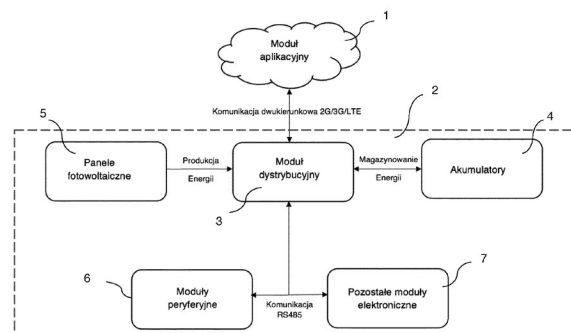 1
Moduł
aplikacyjny
Komunikacja dwukierunkowa 2G/3G/LTE
2
5
4
Panele
fotowoltaiczne
Produkcja
Energii
Moduł
dystrybucyjny
Magazynowanie
Energii
Akumulatory
3
6
7
Moduły
peryferyjne
Komunikacja
RS485
Pozostałe moduły
elektroniczne